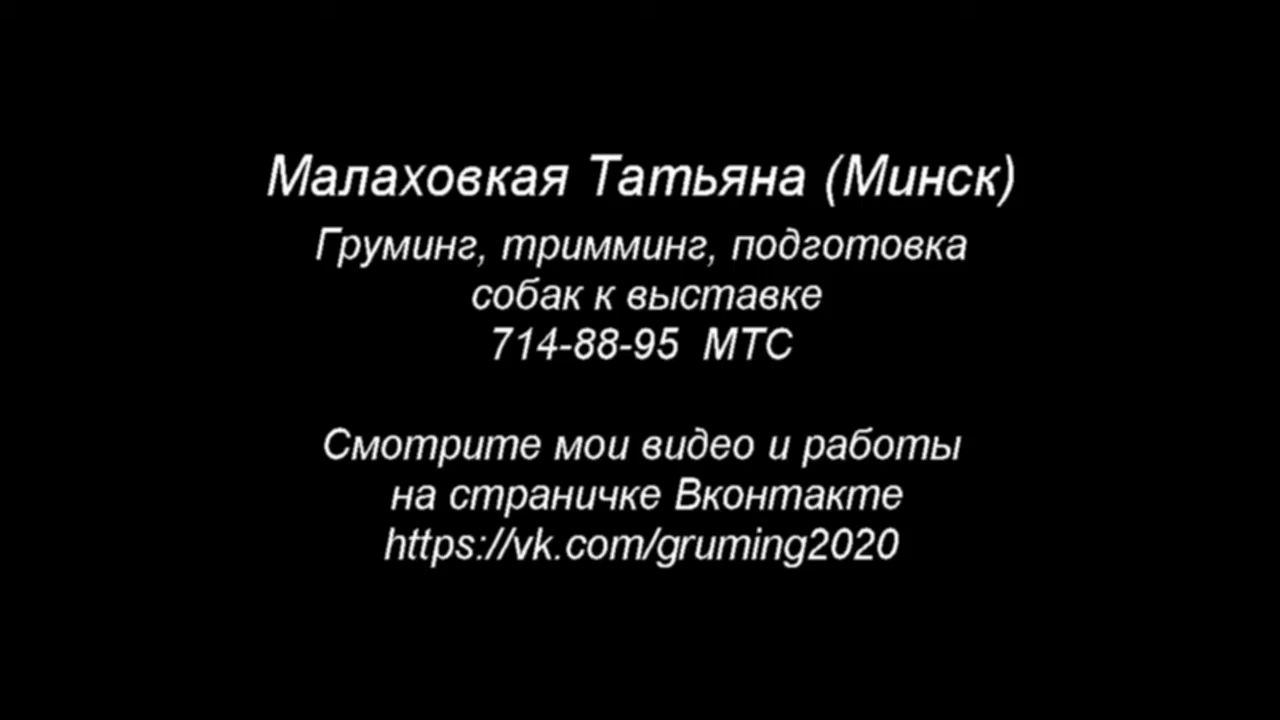 Малаховкая Татьяна (Минск)
Груминг, тримминг, подготовка
собак к выставке
714-88-95 МТС
Смотрите мои видео и работы
на страничке Вконтакте
https://vk.com/gruming2020